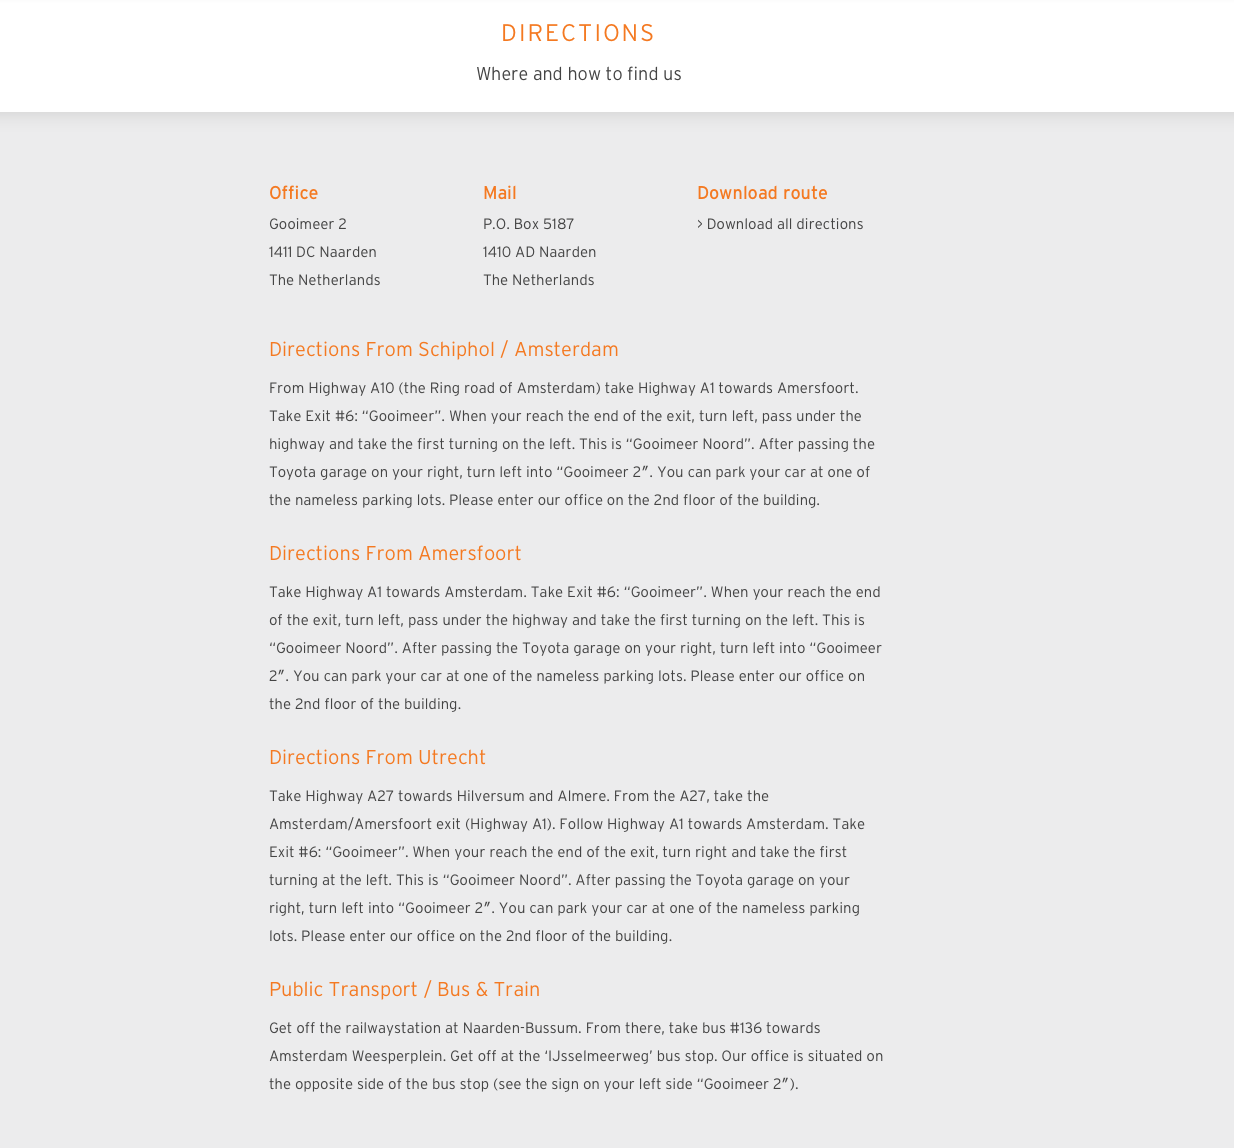 DIRECTIONS
Where and how to find us
Office
Gooimeer 2
1411 DC Naarden
The Netherlands
Mail
P.O. Box 5187
1410 AD Naarden
The Netherlands
Download route
> Download all directions
Directions From Schiphol / Amsterdam
From Highway A10 (the Ring road of Amsterdam) take Highway A1 towards Amersfoort.
Take Exit #6: “Gooimeer”. When your reach the end of the exit, turn left, pass under the
highway and take the first turning on the left. This is “Gooimeer Noord”. After passing the
Toyota garage on your right, turn left into “Gooimeer 2″. You can park your car at one of
the nameless parking lots. Please enter our office on the 2nd floor of the building.
Directions From Amersfoort
Take Highway A1 towards Amsterdam. Take Exit #6: “Gooimeer”. When your reach the end
of the exit, turn left, pass under the highway and take the first turning on the left. This is
“Gooimeer Noord”. After passing the Toyota garage on your right, turn left into “Gooimeer
2″. You can park your car at one of the nameless parking lots. Please enter our office on
the 2nd floor of the building.
Directions From Utrecht
Take Highway A27 towards Hilversum and Almere. From the A27, take the
Amsterdam/Amersfoort exit (Highway A1). Follow Highway A1 towards Amsterdam. Take
Exit #6: “Gooimeer”. When your reach the end of the exit, turn right and take the first
turning at the left. This is “Gooimeer Noord”. After passing the Toyota garage on your
right, turn left into “Gooimeer 2″. You can park your car at one of the nameless parking
lots. Please enter our office on the 2nd floor of the building.
Public Transport / Bus & Train
Get off the railwaystation at Naarden-Bussum. From there, take bus #136 towards
Amsterdam Weesperplein. Get off at the ‘IJsselmeerweg’ bus stop. Our office is situated on
the opposite side of the bus stop (see the sign on your left side “Gooimeer 2″).